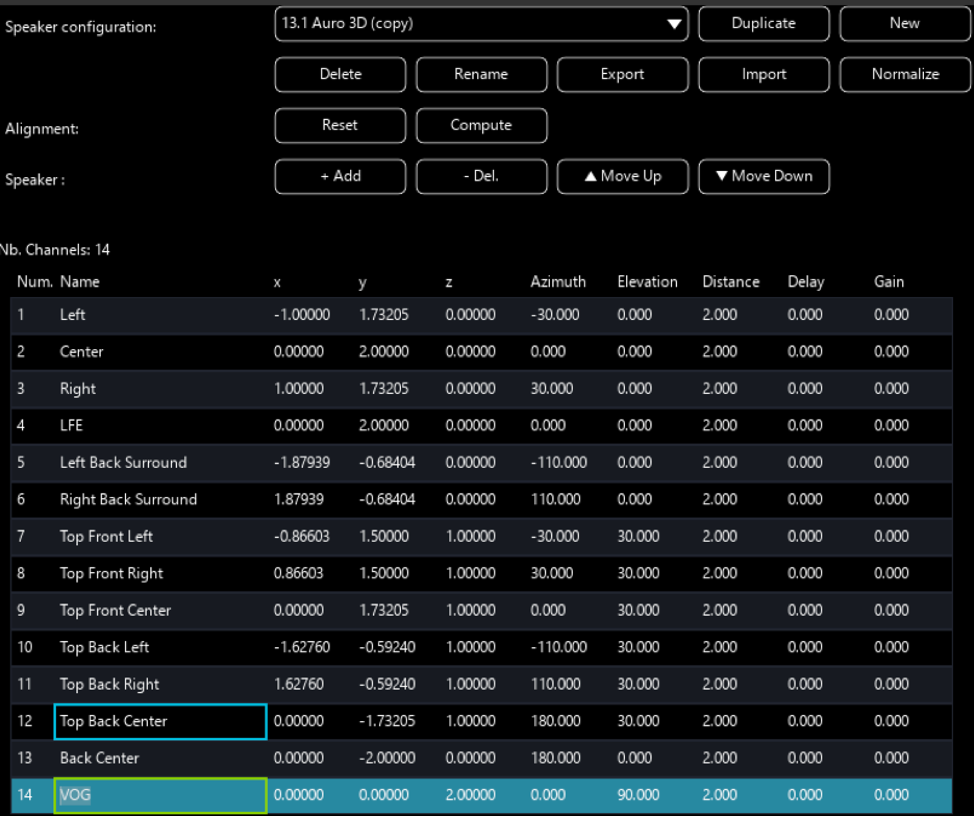 Speaker configuration: 13.1 Auro 3D (copy) Duplicate New
Delete Rename Export Import Normalize
Alignment: Reset Compute
Speaker : + Add - Del. ▲ Move Up ▼ Move Down
Nb. Channels: 14
Num. Name x y z Azimuth Elevation Distance Delay Gain
1 Left -1.00000 1.73205 0.00000 -30.000 0.000 2.000 0.000 0.000
2 Center 0.00000 2.00000 0.00000 0.000 0.000 2.000 0.000 0.000
3 Right 1.00000 1.73205 0.00000 30.000 0.000 2.000 0.000 0.000
4 LFE 0.00000 2.00000 0.00000 0.000 0.000 2.000 0.000 0.000
5 Left Back Surround -1.87939 -0.68404 0.00000 -110.000 0.000 2.000 0.000 0.000
6 Right Back Surround 1.87939 -0.68404 0.00000 110.000 0.000 2.000 0.000 0.000
7 Top Front Left -0.86603 1.50000 1.00000 -30.000 30.000 2.000 0.000 0.000
8 Top Front Right 0.86603 1.50000 1.00000 30.000 30.000 2.000 0.000 0.000
9 Top Front Center 0.00000 1.73205 1.00000 0.000 30.000 2.000 0.000 0.000
10 Top Back Left -1.62760 -0.59240 1.00000 -110.000 30.000 2.000 0.000 0.000
11 Top Back Right 1.62760 -0.59240 1.00000 110.000 30.000 2.000 0.000 0.000
12 Top Back Center 0.00000 -1.73205 1.00000 180.000 30.000 2.000 0.000 0.000
13 Back Center 0.00000 -2.00000 0.00000 180.000 0.000 2.000 0.000 0.000
14 VOG 0.00000 0.00000 2.00000 0.000 90.000 2.000 0.000 0.000